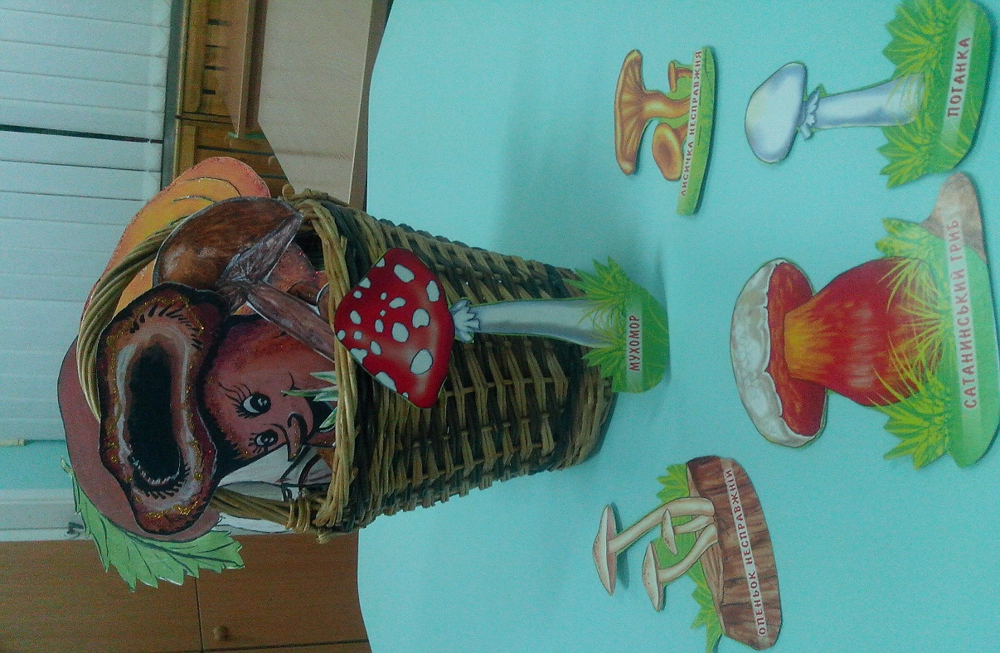 МУХОМОР
ЛИСИЧКА НЕСПРАВЖНЯ
ПОГАНКА
САТАНИНСЬКИЙ ГРИБ
ОПЕНЬОК НЕСПРАВЖНІЙ